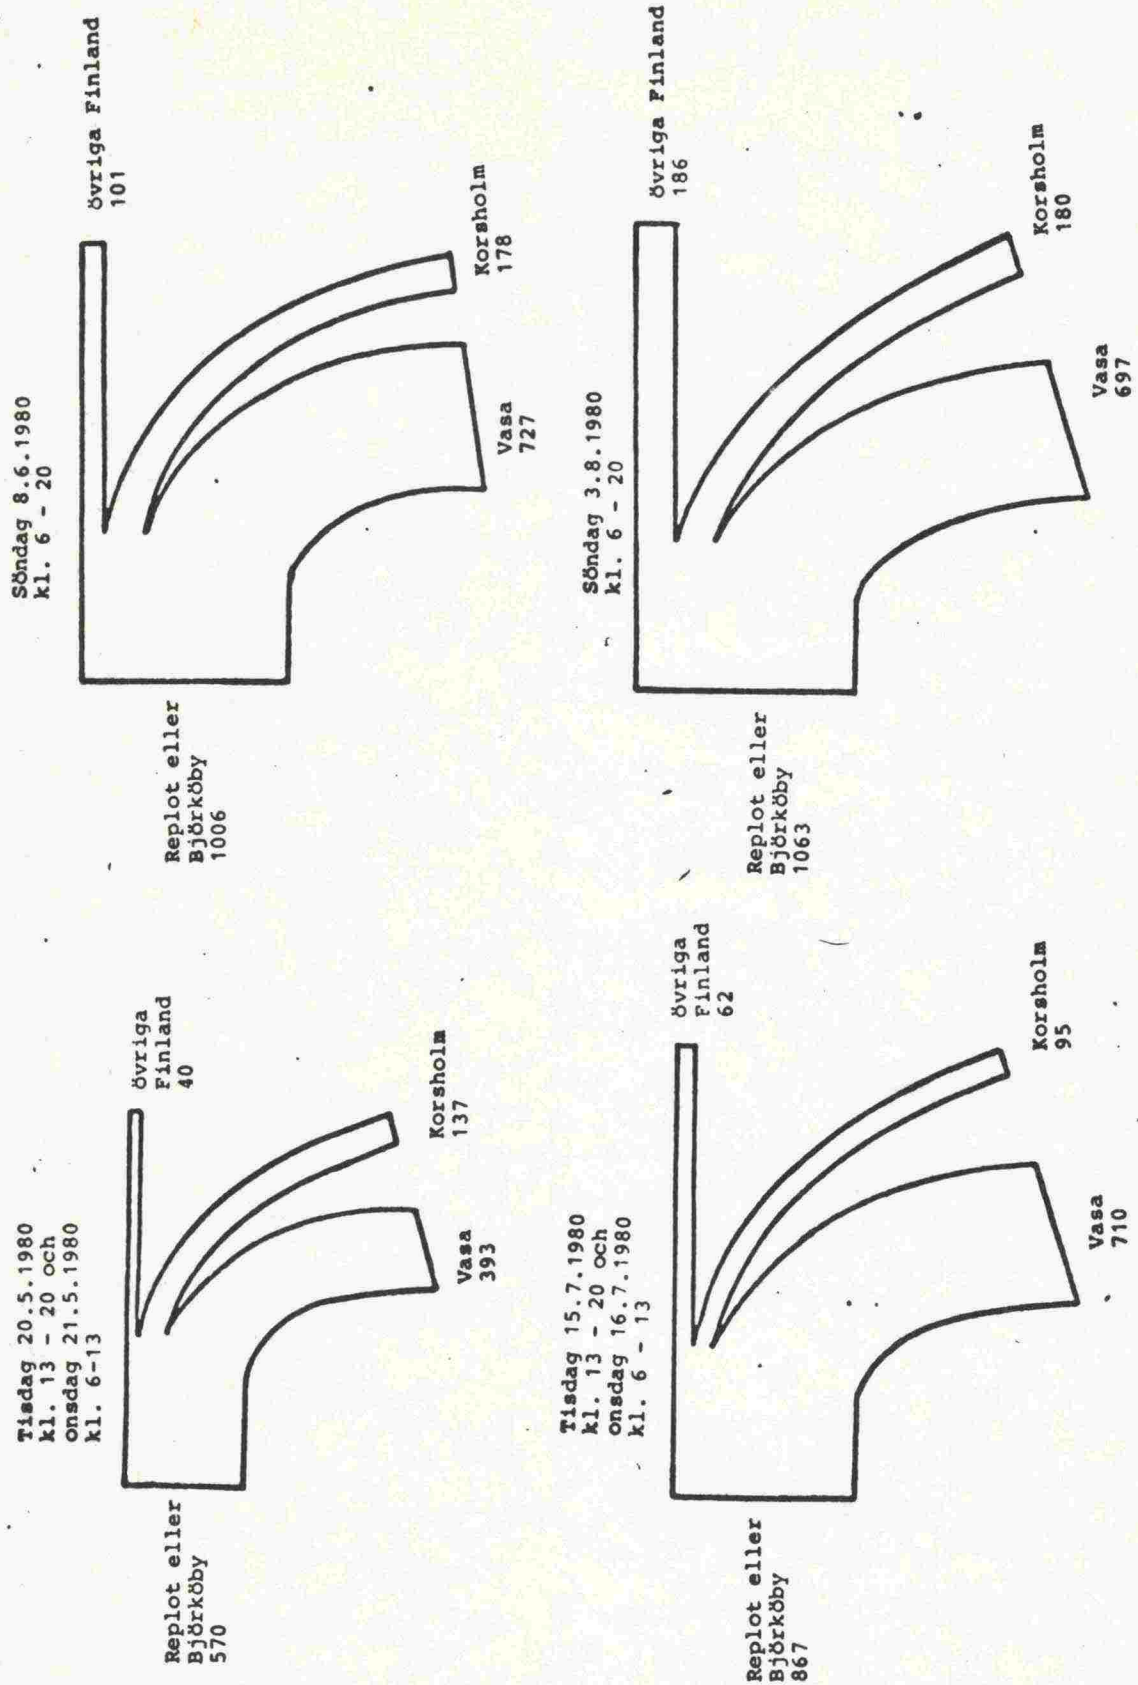 Tisdag 20.5.1980
kl. 13 - 20 och
onsdag 21.5.1980
kl. 6-13
Replot eller
Björköby
570
övriga
Finland
40
Korsholm
137
Vasa
393
Söndag 8.6.1980
kl. 6 - 20
Replot eller
Björköby
1006
övriga Finland
101
Korsholm
178
Vasa
727
Tisdag 15.7.1980
kl. 13 - 20 och
onsdag 16.7.1980
kl. 6 - 13
Replot eller
Björköby
867
övriga
Finland
62
Korsholm
95
Vasa
710
Söndag 3.8.1980
kl. 6 - 20
Replot eller
Björköby
1063
övriga Finland
186
Korsholm
180
Vasa
697